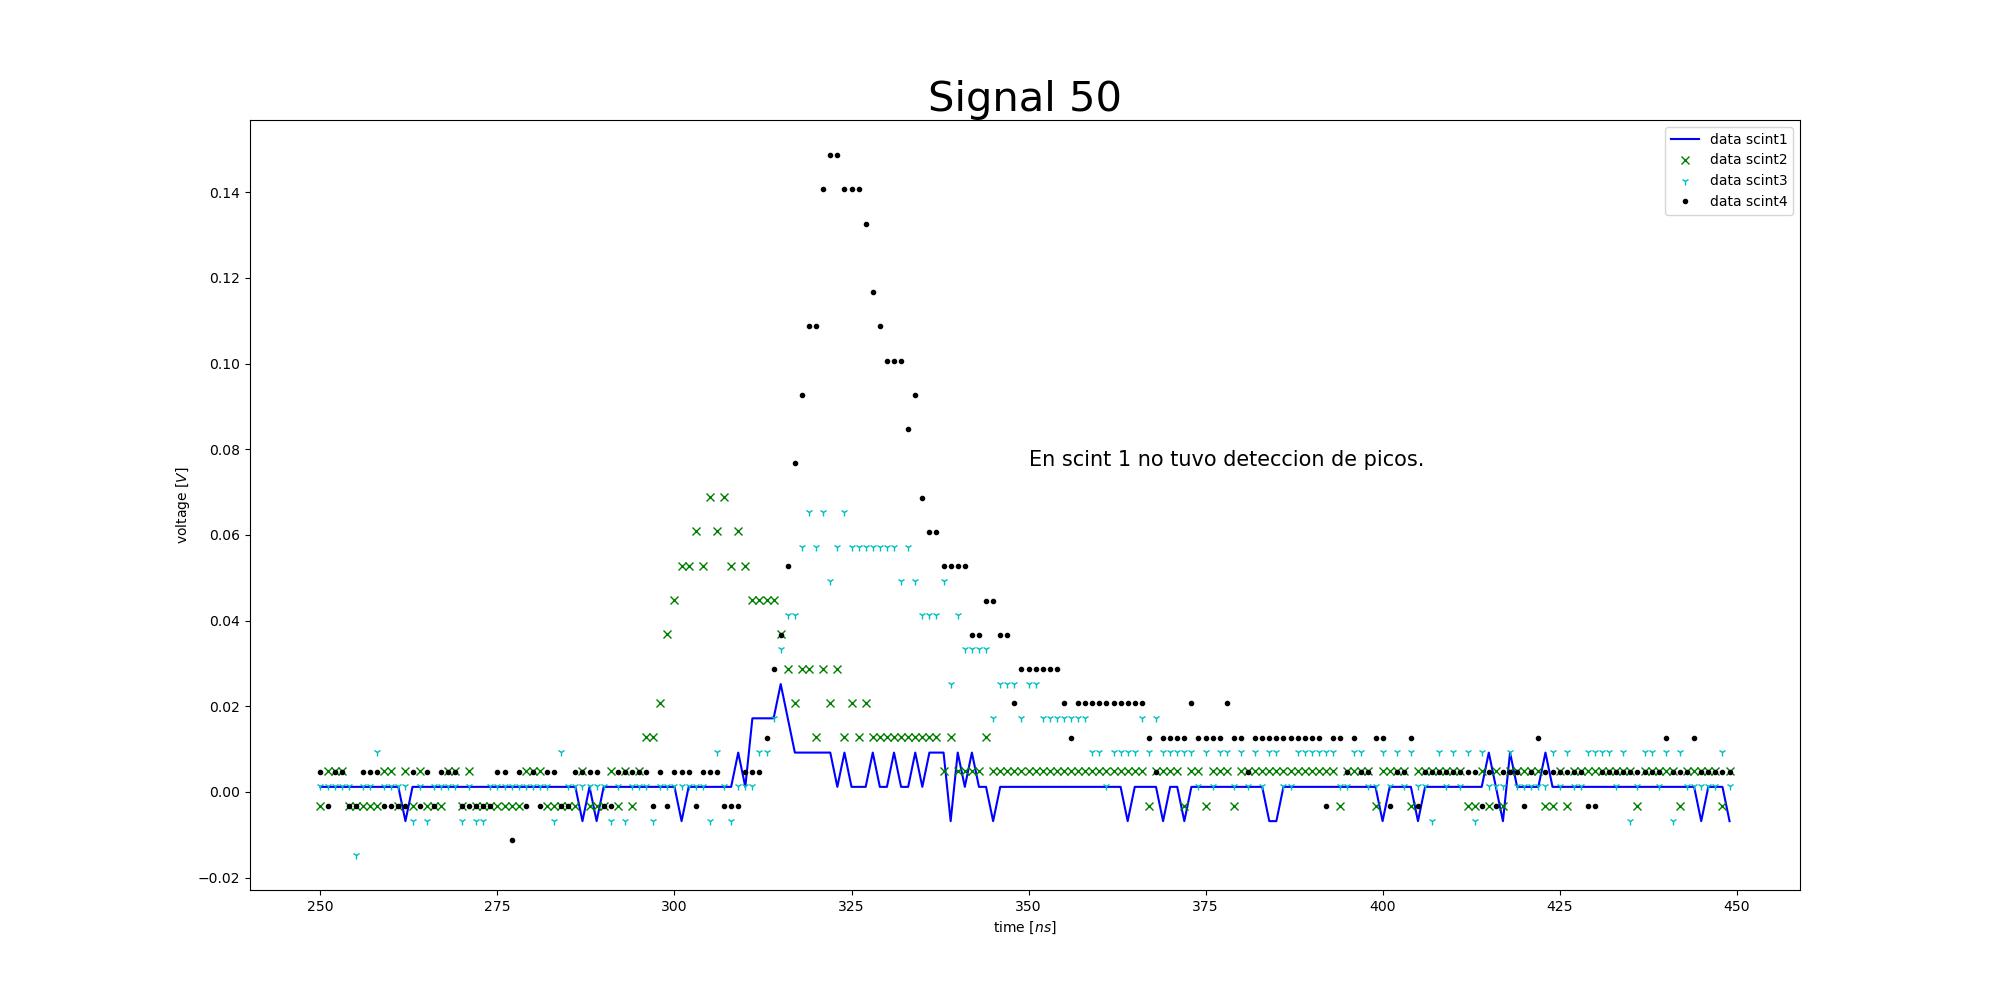 Signal 50
data scint1
data scint2
data scint3
data scint4
0.14
0.12
0.10
0.08
0.06
0.04
0.02
0.00
−0.02
voltage [V]
En scint 1 no tuvo deteccion de picos.
250 275 300 325 350 375 400 425 450
time [ns]